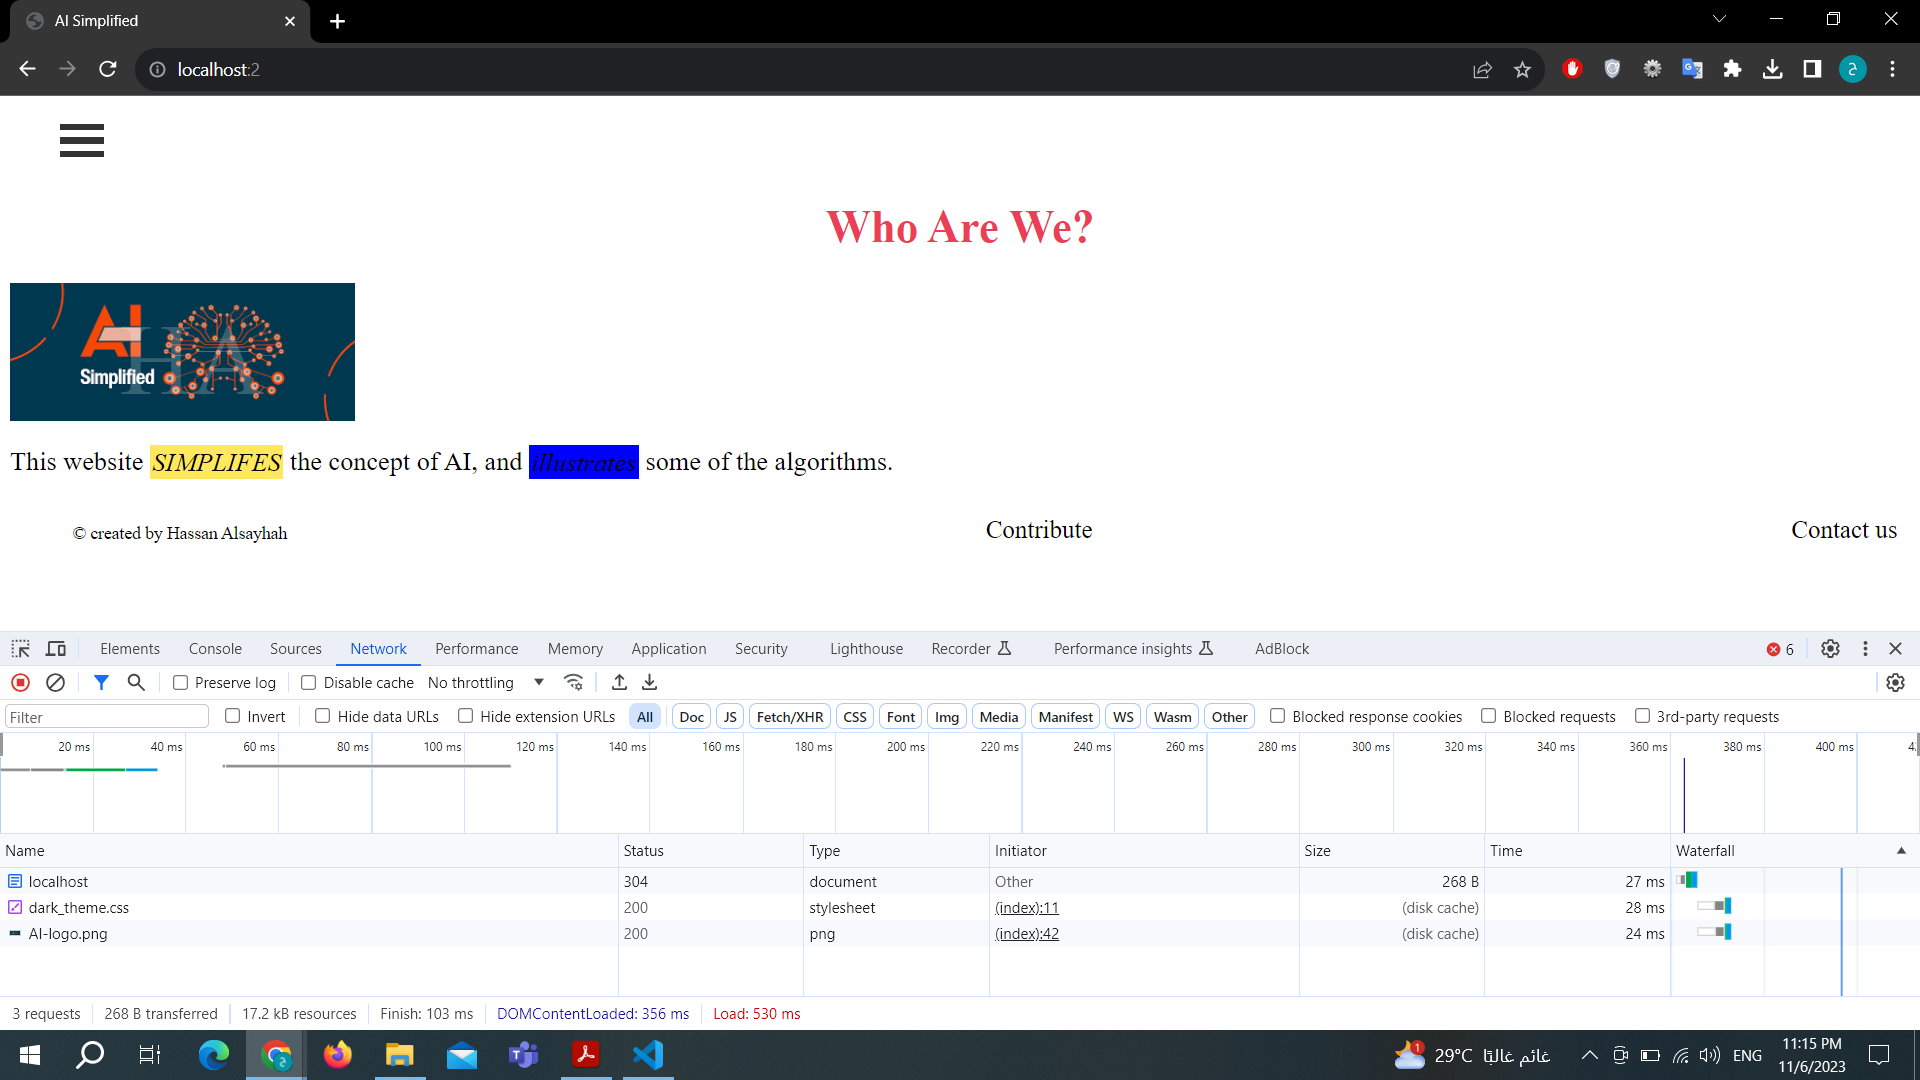 AI Simplified
localhost:2
Who Are We?
AI
HA
Simplified
This website SIMPLIFES the concept of AI, and illustrates some of the algorithms.
© created by Hassan Alsayhah Contribute Contact us
Elements Console Sources Network Performance Memory Application Security Lighthouse Recorder Performance insights AdBlock 6
Preserve log Disable cache No throttling
Filter Invert Hide data URLs Hide extension URLs All Doc JS Fetch/XHR CSS Font Img Media Manifest WS Wasm Other Blocked response cookies Blocked requests 3rd-party requests
20 ms 40 ms 60 ms 80 ms 100 ms 120 ms 140 ms 160 ms 180 ms 200 ms 220 ms 240 ms 260 ms 280 ms 300 ms 320 ms 340 ms 360 ms 380 ms 400 ms
Name Status Type Initiator Size Time Waterfall
localhost 304 document Other 268 B 27 ms
dark_theme.css 200 stylesheet (index):11 (disk cache) 28 ms
AI-logo.png 200 png (index):42 (disk cache) 24 ms
3 requests 268 B transferred 17.2 kB resources Finish: 103 ms DOMContentLoaded: 356 ms Load: 530 ms
1 29°C غائم غالبًا ENG 11:15 PM
11/6/2023